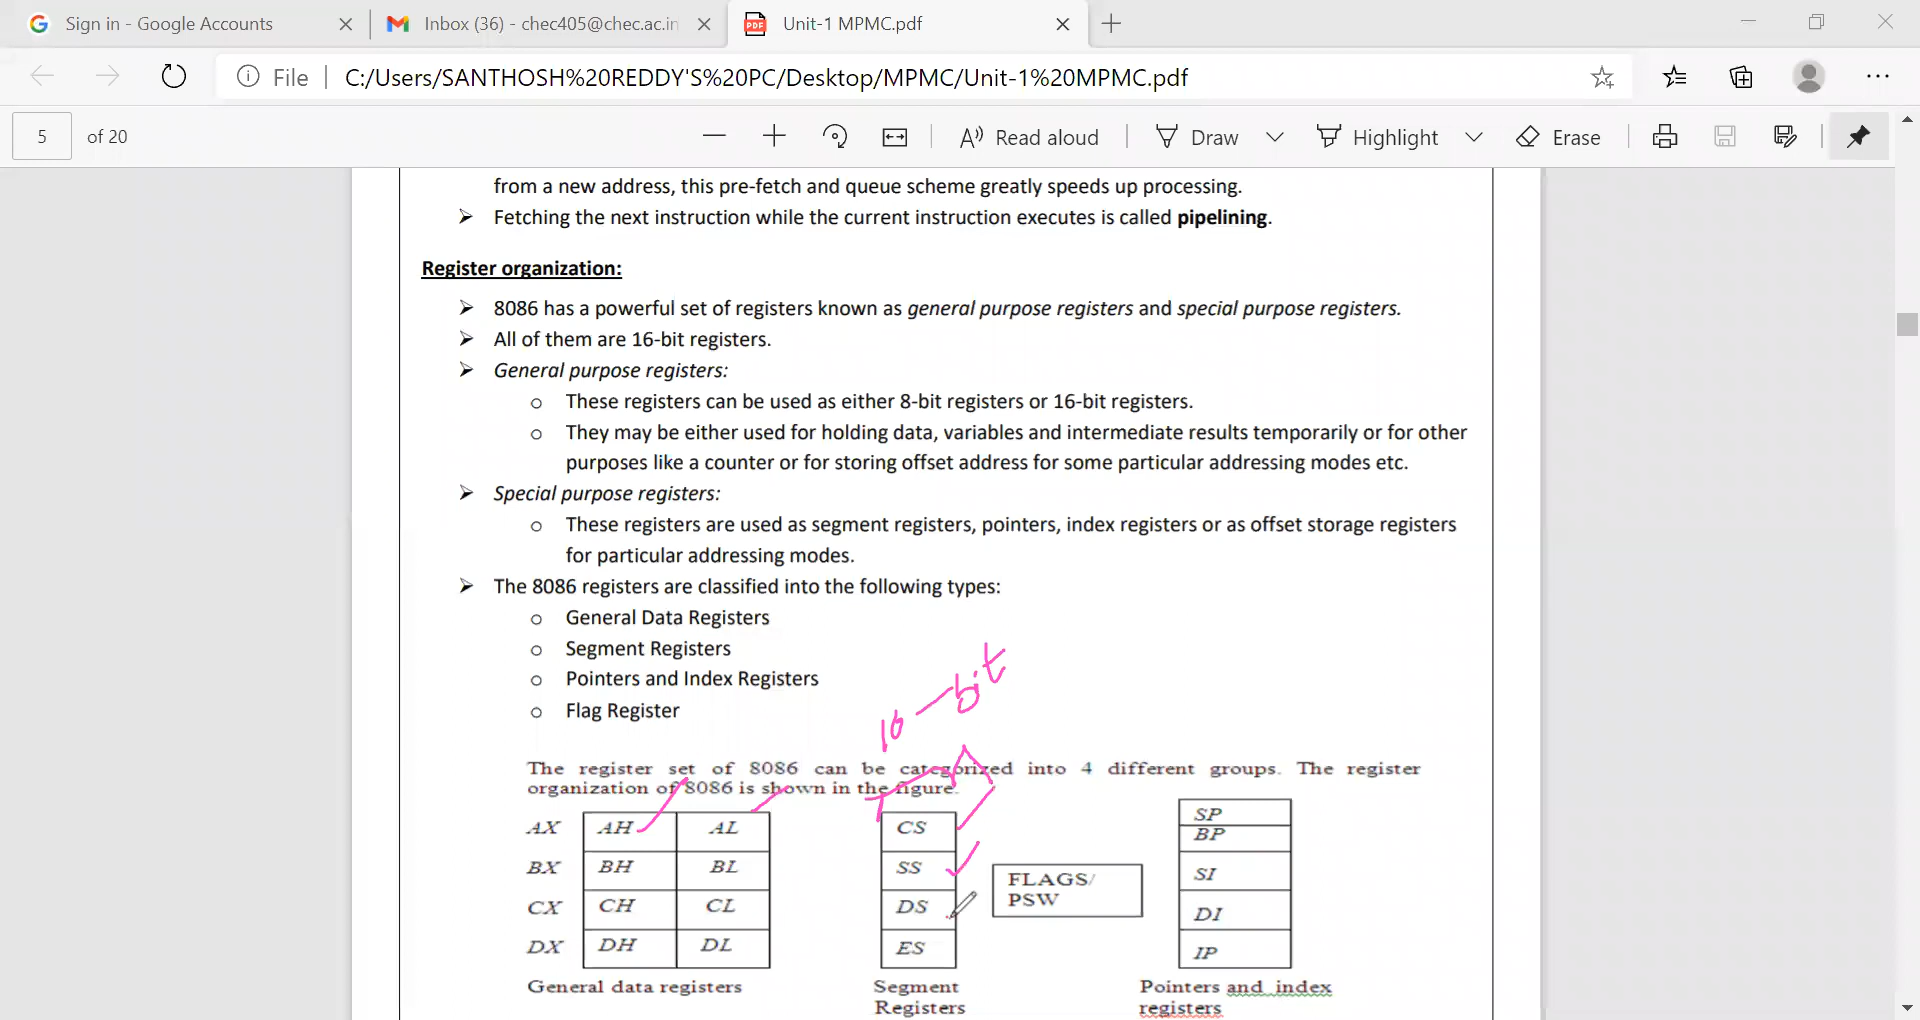 Sign in - Google Accounts
Inbox (36) - chec405@chec.ac.in
Unit-1 MPMC.pdf
File C:/Users/SANTHOSH%20REDDY'S%20PC/Desktop/MPMC/Unit-1%20MPMC.pdf
5 of 20 Read aloud Draw Highlight Erase
from a new address, this pre-fetch and queue scheme greatly speeds up processing.
Fetching the next instruction while the current instruction executes is called pipelining.
Register organization:
8086 has a powerful set of registers known as general purpose registers and special purpose registers.
All of them are 16-bit registers.
General purpose registers:
These registers can be used as either 8-bit registers or 16-bit registers.
They may be either used for holding data, variables and intermediate results temporarily or for other
purposes like a counter or for storing offset address for some particular addressing modes etc.
Special purpose registers:
These registers are used as segment registers, pointers, index registers or as offset storage registers
for particular addressing modes.
The 8086 registers are classified into the following types:
General Data Registers
Segment Registers
Pointers and Index Registers
Flag Register
16-bit
The register set of 8086 can be categorized into 4 different groups. The register
organization of 8086 is shown in the figure.
AX AH AL
BX BH BL
CX CH CL
DX DH DL
General data registers
CS
SS
DS
ES
Segment
Registers
FLAGS/
PSW
SP
BP
SI
DI
IP
Pointers and index
registers